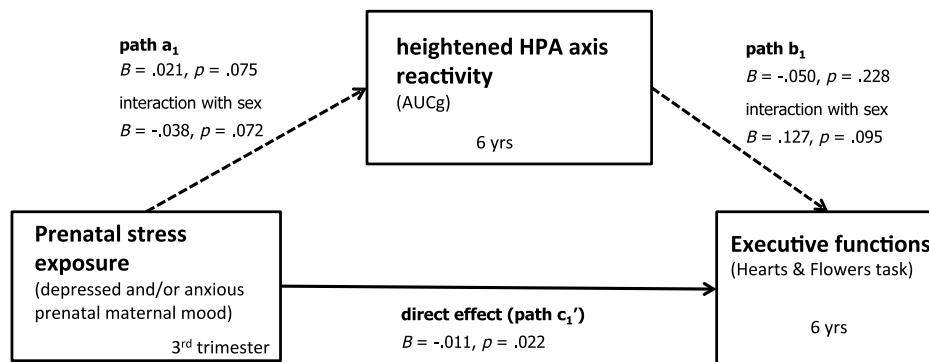 path a₁
B = .021, p = .075
interaction with sex
B = -.038, p = .072
heightened HPA axis
reactivity
(AUCg)
6 yrs
path b₁
B = -.050, p = .228
interaction with sex
B = .127, p = .095
Prenatal stress
exposure
(depressed and/or anxious
prenatal maternal mood)
3rd trimester
direct effect (path c₁’)
B = -.011, p = .022
Executive functions
(Hearts & Flowers task)
6 yrs